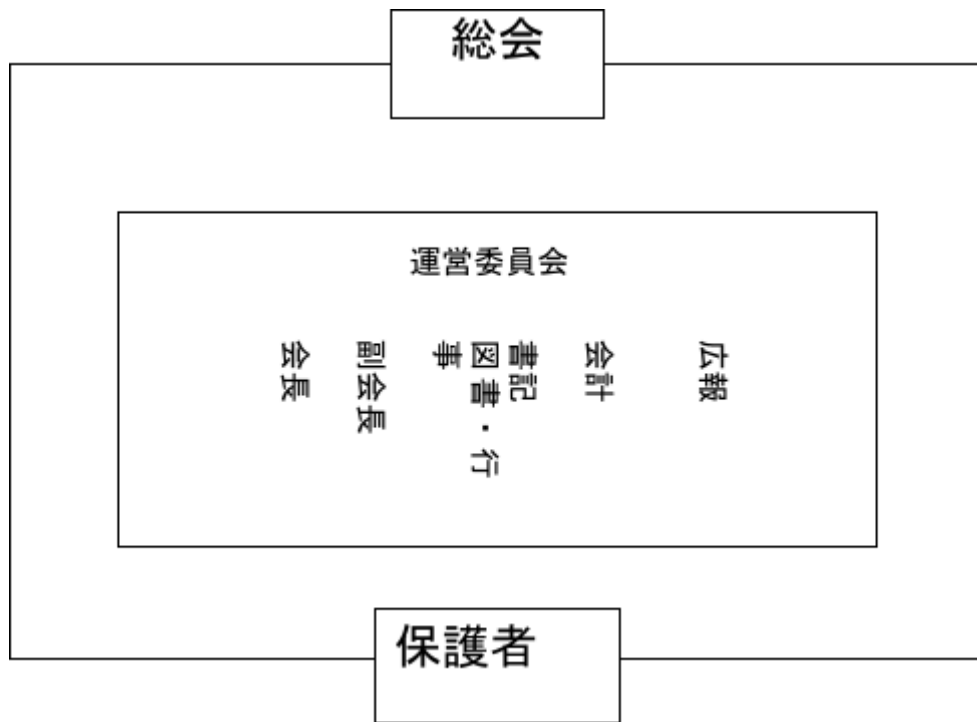 総会
運営委員会
広報
会計
書記
図書・行
事
副会長
会長
保護者